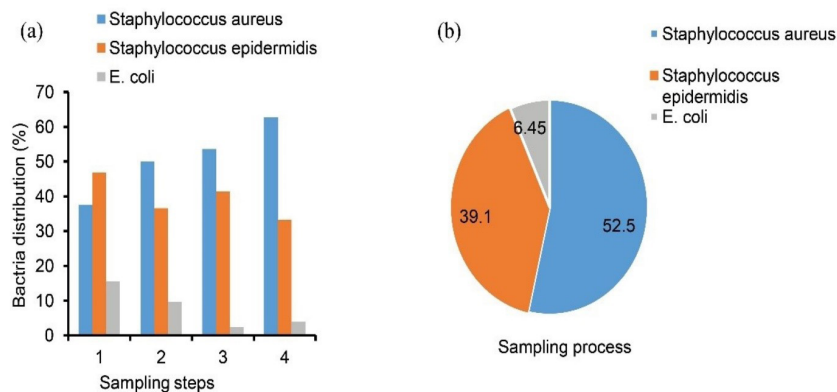 (a)
Staphylococcus aureus
Staphylococcus epidermidis
E. coli
Bactria distribution (%)
70
60
50
40
30
20
10
0
1 2 3 4
Sampling steps
(b)
Staphylococcus aureus
Staphylococcus
epidermidis
E. coli
6.45
39.1
52.5
Sampling process